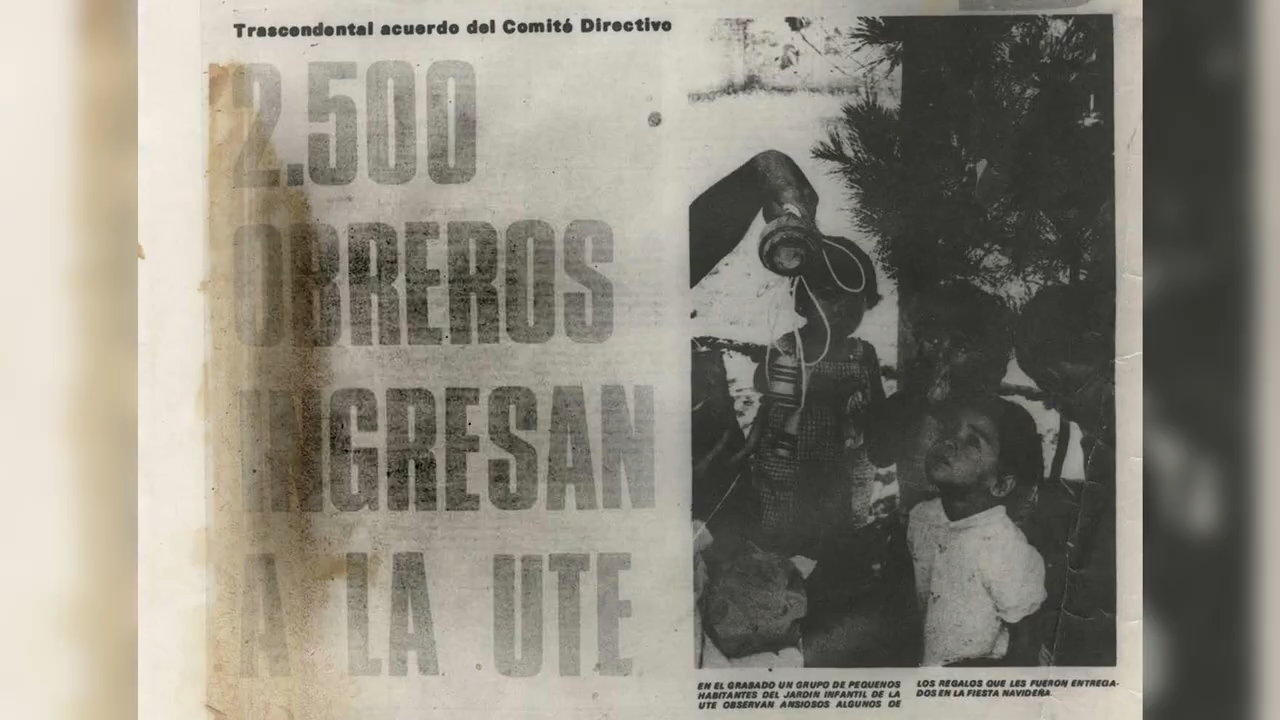 Trascendental acuerdo del Comité Directivo
2.500
OBREROS
INGRESAN
A LA UTE
EN EL GRABADO UN GRUPO DE PEQUENOS
HABITANTES DEL JARDIN INFANTIL DE LA
UTE OBSERVAN ANSIOSOS ALGUNOS DE
LOS REGALOS QUE LES FUERON ENTREGA-
DOS EN LA FIESTA NAVIDEÑA